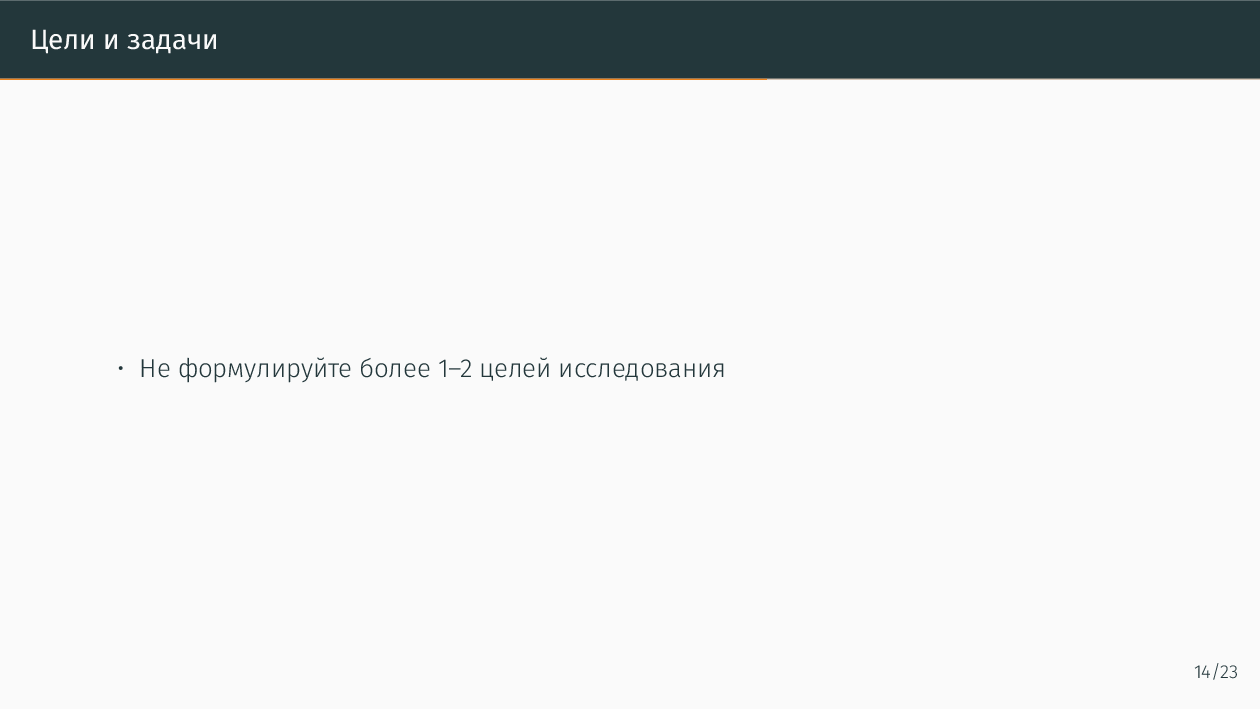 Цели и задачи
• Не формулируйте более 1–2 целей исследования
14/23